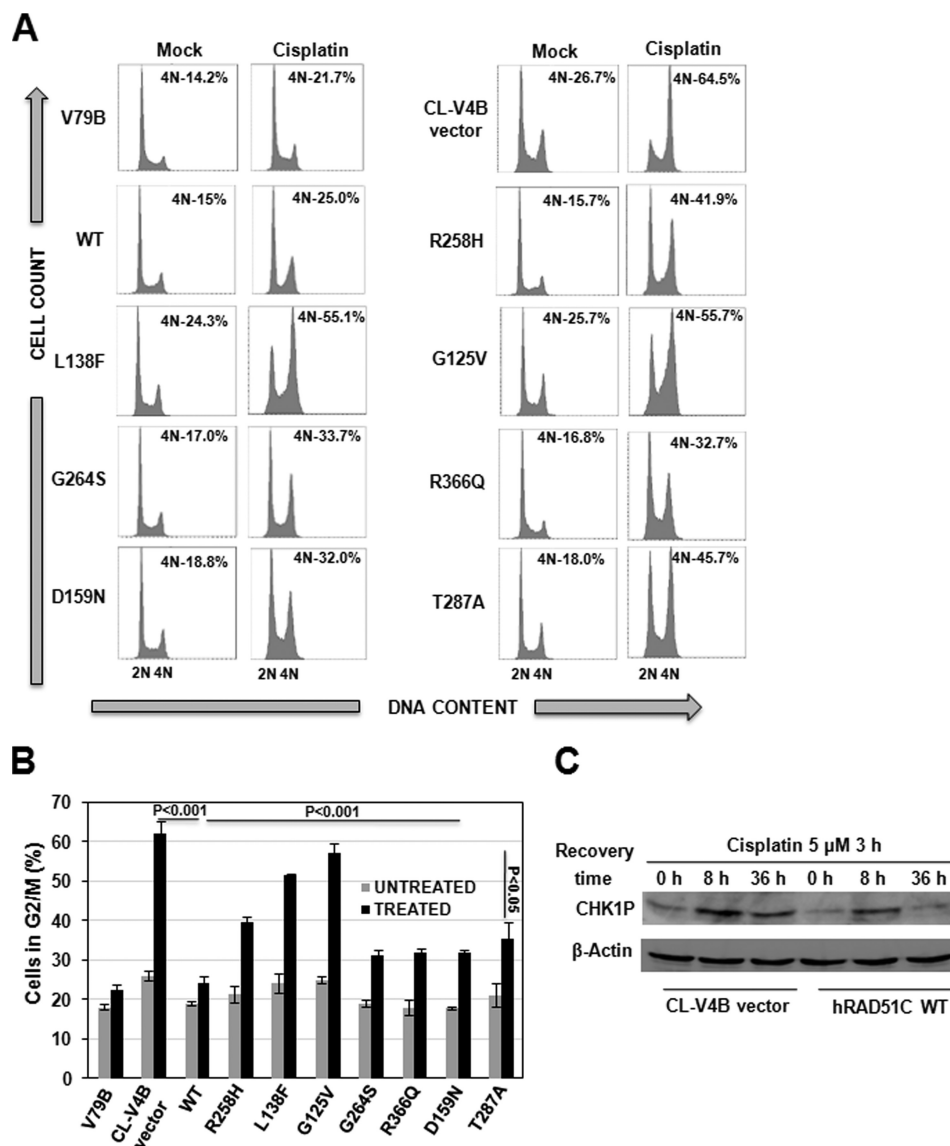 A
Mock Cisplatin Mock Cisplatin
V79B 4N-14.2% 4N-21.7% CL-V4B vector 4N-26.7% 4N-64.5%
WT 4N-15% 4N-25.0% R258H 4N-15.7% 4N-41.9%
L138F 4N-24.3% 4N-55.1% G125V 4N-25.7% 4N-55.7%
G264S 4N-17.0% 4N-33.7% R366Q 4N-16.8% 4N-32.7%
D159N 4N-18.8% 4N-32.0% T287A 4N-18.0% 4N-45.7%
2N 4N 2N 4N 2N 4N 2N 4N
CELL COUNT
DNA CONTENT
B
Cells in G2/M (%)
70
60
50
40
30
20
10
0
P<0.001
P<0.001
P<0.05
UNTREATED
TREATED
V79B
CL-V4B vector
WT
R258H
L138F
G125V
G264S
R366Q
D159N
T287A
C
Cisplatin 5 µM 3 h
Recovery time 0 h 8 h 36 h 0 h 8 h 36 h
CHK1P
β-Actin
CL-V4B vector hRAD51C WT